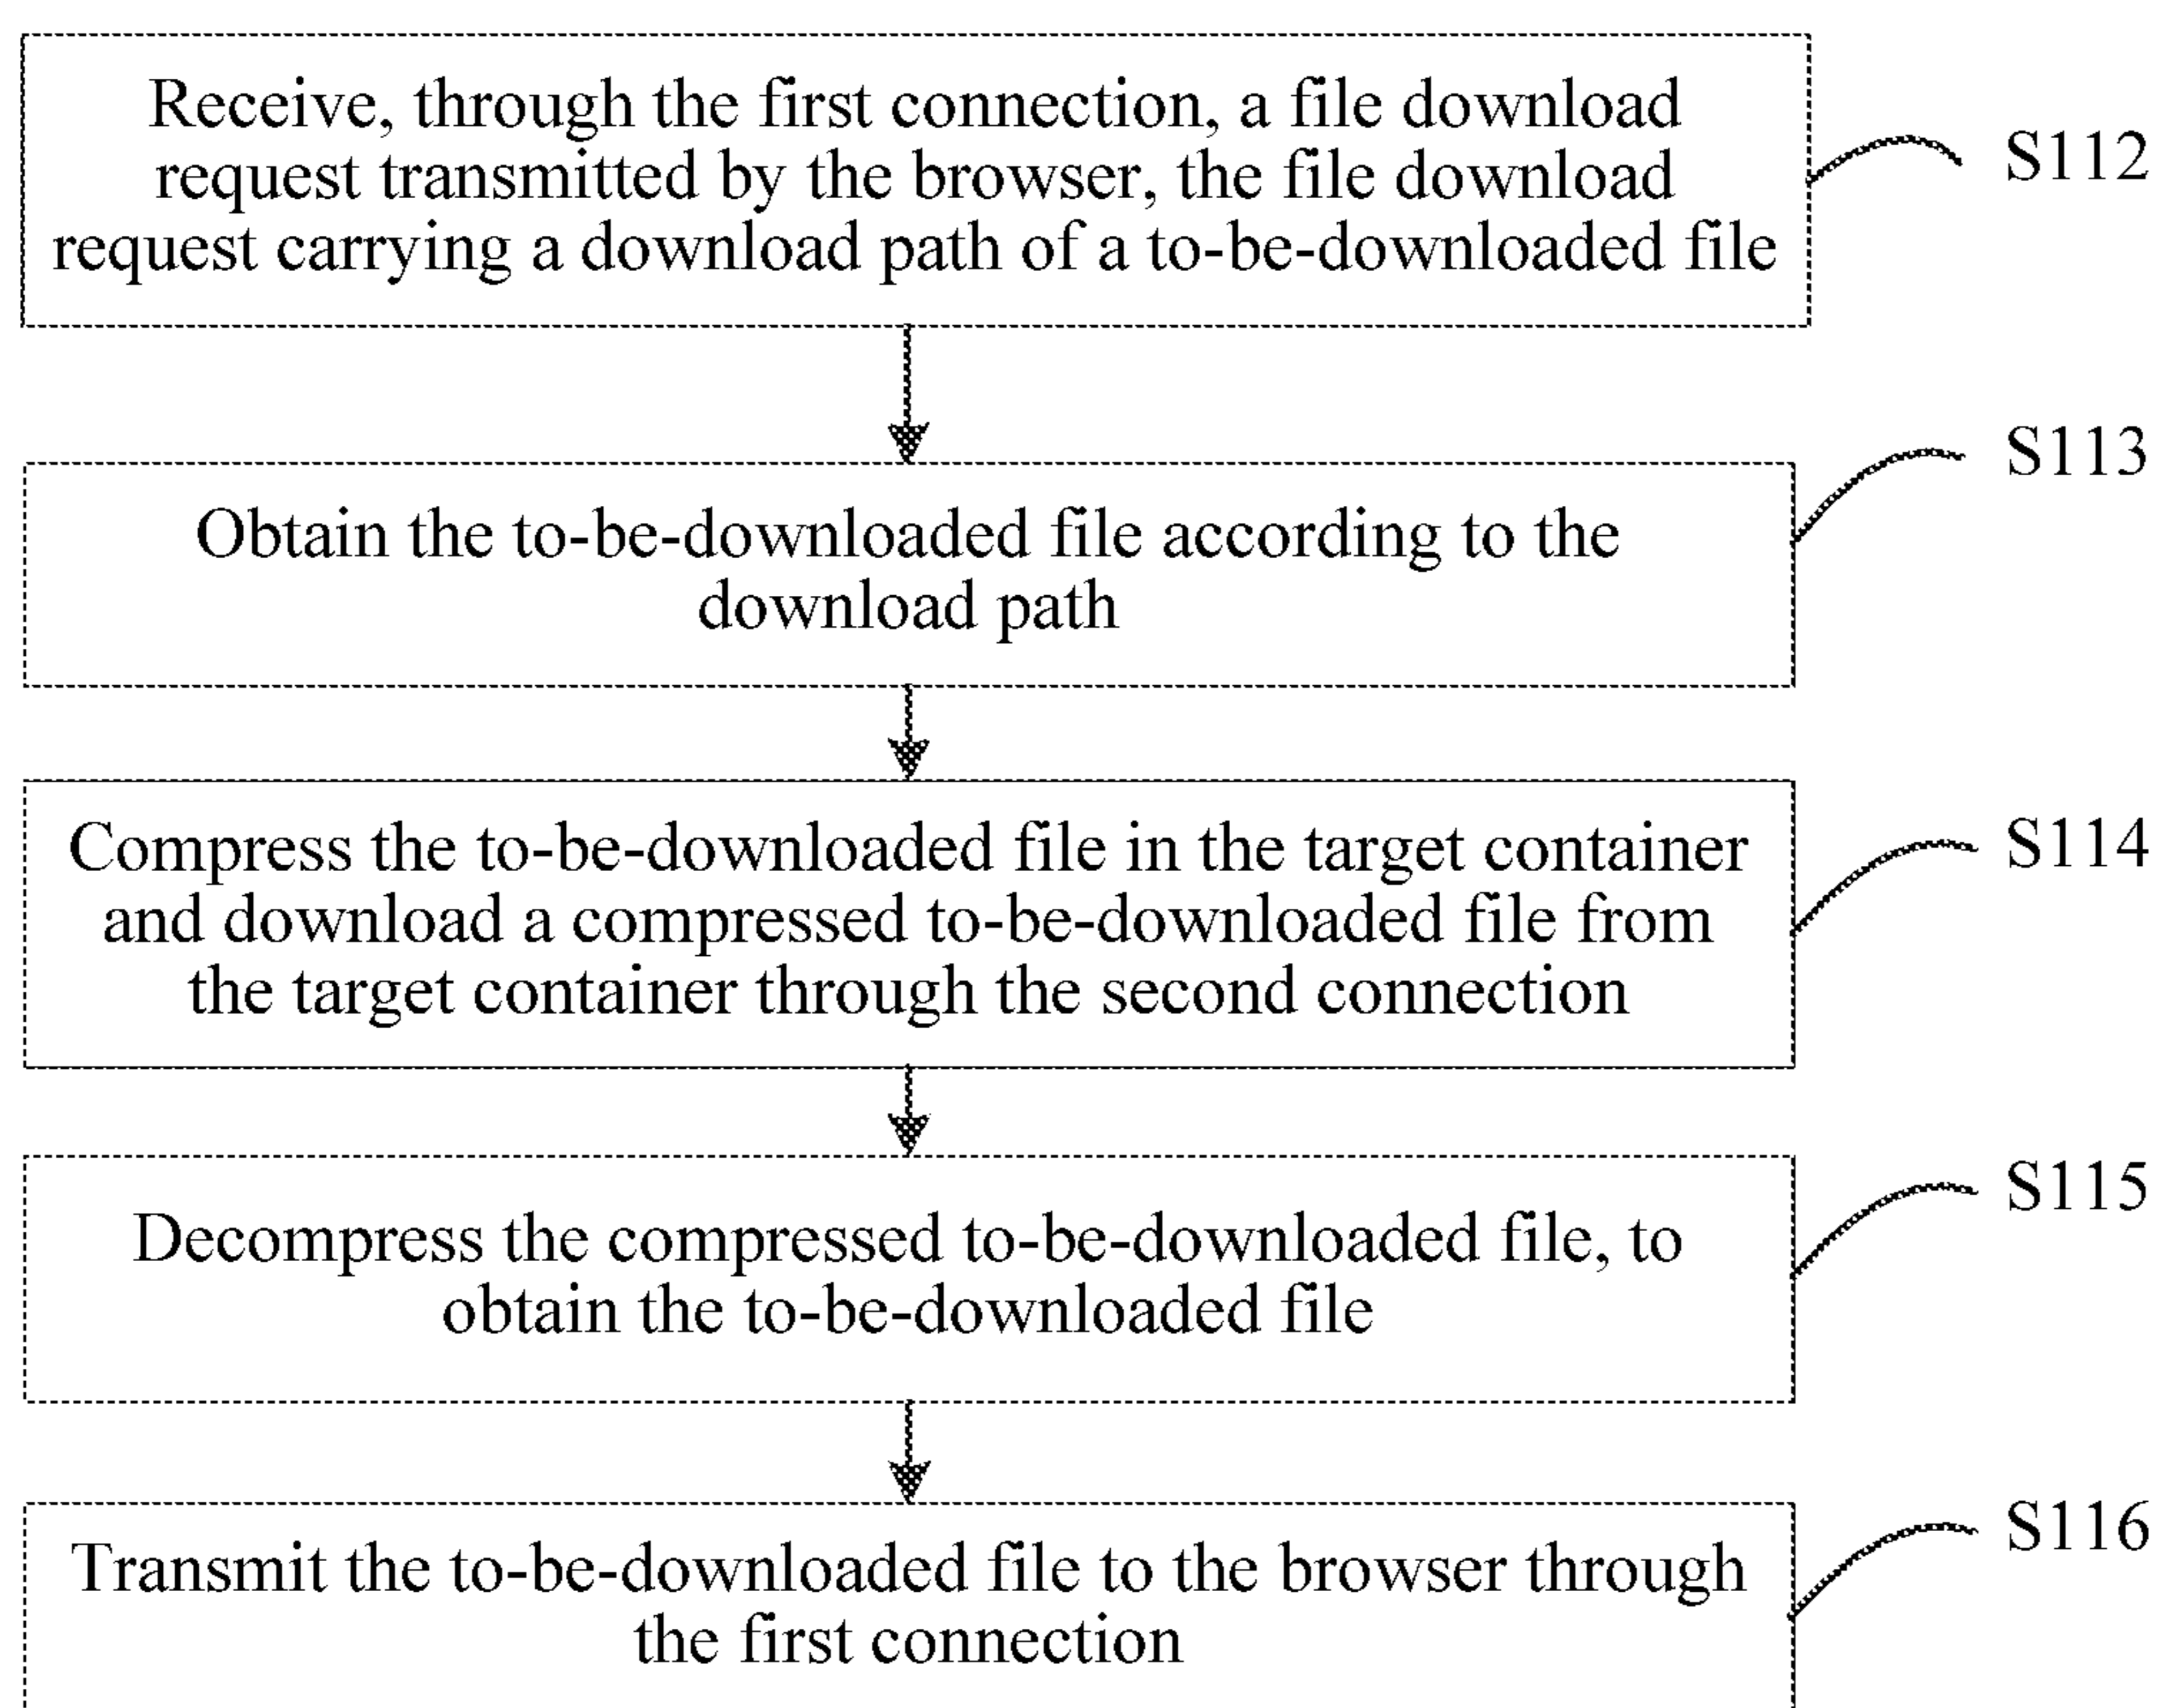 Receive, through the first connection, a file download
request transmitted by the browser, the file download
request carrying a download path of a to-be-downloaded file
S112
Obtain the to-be-downloaded file according to the
download path
S113
Compress the to-be-downloaded file in the target container
and download a compressed to-be-downloaded file from
the target container through the second connection
S114
Decompress the compressed to-be-downloaded file, to
obtain the to-be-downloaded file
S115
Transmit the to-be-downloaded file to the browser through
the first connection
S116